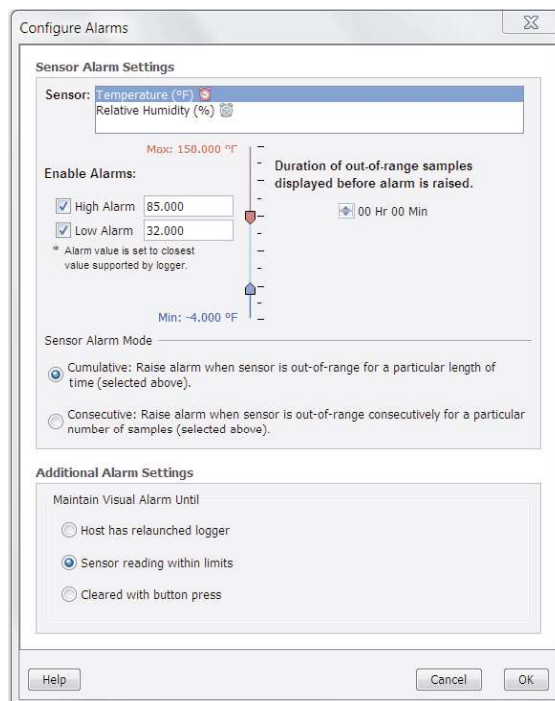 Configure Alarms
Sensor Alarm Settings
Sensor: Temperature (°F)
Relative Humidity (%)
Max: 158.000 °F
Enable Alarms:
High Alarm 85.000
Low Alarm 32.000
* Alarm value is set to closest
value supported by logger.
Duration of out-of-range samples
displayed before alarm is raised.
00 Hr 00 Min
Min: -4.000 °F
Sensor Alarm Mode
Cumulative: Raise alarm when sensor is out-of-range for a particular length of
time (selected above).
Consecutive: Raise alarm when sensor is out-of-range consecutively for a particular
number of samples (selected above).
Additional Alarm Settings
Maintain Visual Alarm Until
Host has relaunched logger
Sensor reading within limits
Cleared with button press
Help
Cancel
OK